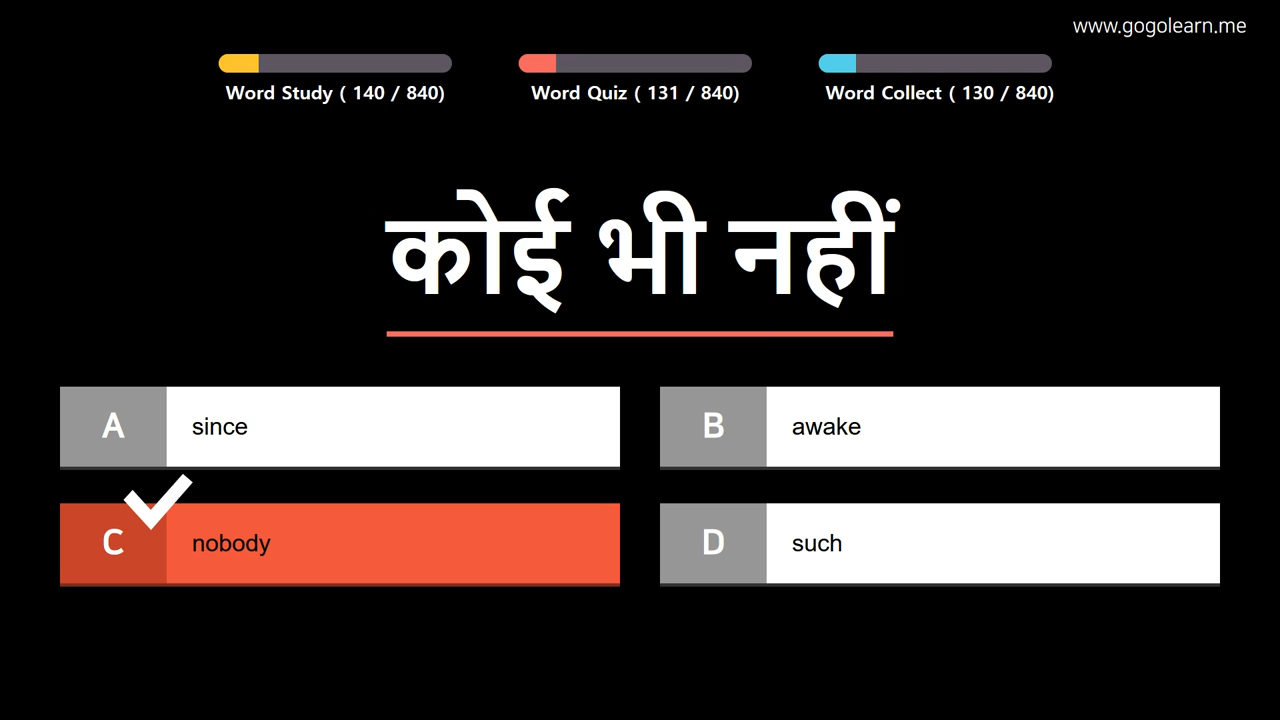 www.gogolearn.me
Word Study ( 140 / 840)
Word Quiz ( 131 / 840)
Word Collect ( 130 / 840)
कोई भी नहीं
A since
B awake
C nobody
D such